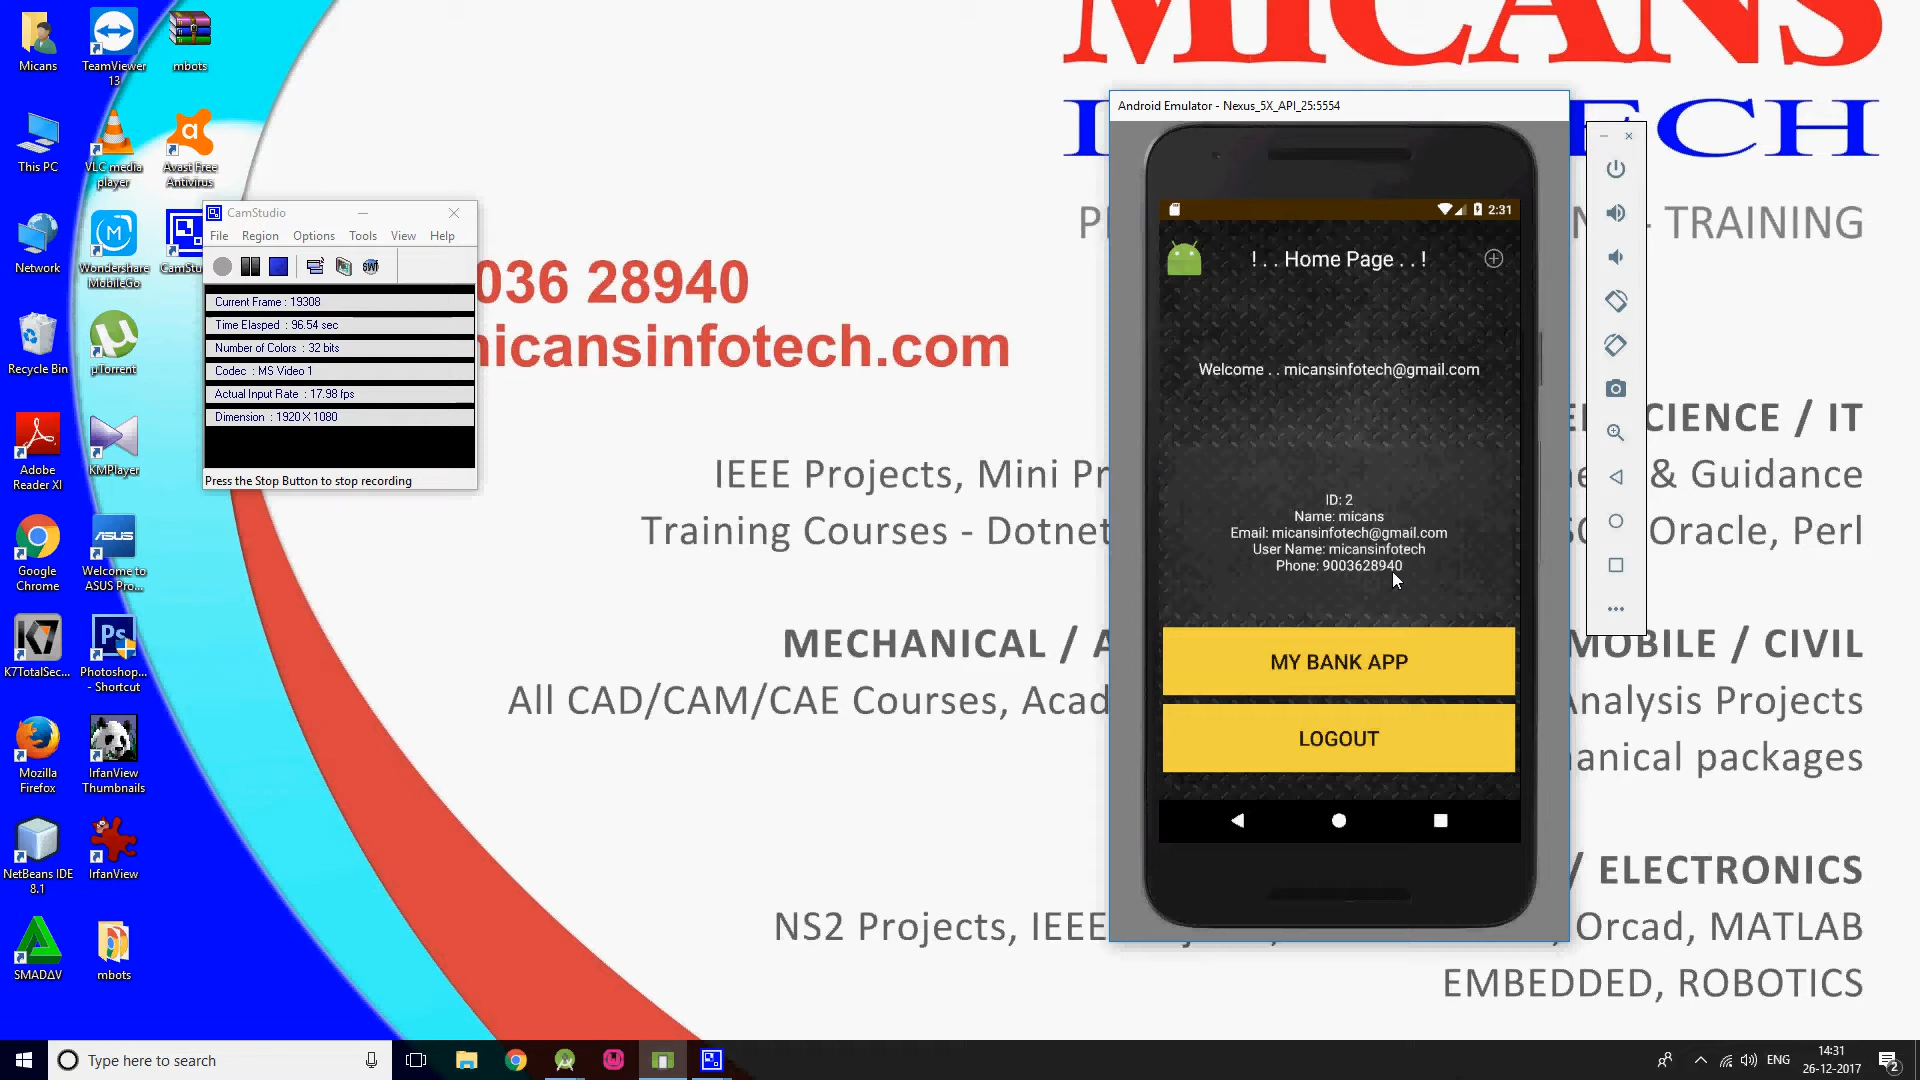 Micans
TeamViewer 13
mbots
This PC
VLC media player
Avast Free Antivirus
Network
Wondershare MobileGo
CamStu
Recycle Bin
µTorrent
Adobe Reader XI
KMPlayer
Google Chrome
ASUS
Welcome to ASUS Pro...
K7TotalSec...
Photoshop... - Shortcut
Mozilla Firefox
IrfanView Thumbnails
NetBeans IDE 8.1
IrfanView
SMADΔV
mbots
CamStudio
File Region Options Tools View Help
Current Frame : 19308
Time Elasped : 96.54 sec
Number of Colors : 32 bits
Codec : MS Video 1
Actual Input Rate : 17.98 fps
Dimension : 1920 X 1080
Press the Stop Button to stop recording
MICANS
ECH
TRAINING
036 28940
micansinfotech.com
CIENCE / IT
IEEE Projects, Mini Pr
& Guidance
Training Courses - Dotnet
Oracle, Perl
MECHANICAL / A
MOBILE / CIVIL
All CAD/CAM/CAE Courses, Acad
Analysis Projects
anical packages
/ ELECTRONICS
NS2 Projects, IEEE
Orcad, MATLAB
EMBEDDED, ROBOTICS
Android Emulator - Nexus_5X_API_25:5554
2:31
! . . Home Page . . !
Welcome . . micansinfotech@gmail.com
ID: 2
Name: micans
Email: micansinfotech@gmail.com
User Name: micansinfotech
Phone: 9003628940
MY BANK APP
LOGOUT
Type here to search
ENG
14:31
26-12-2017
2